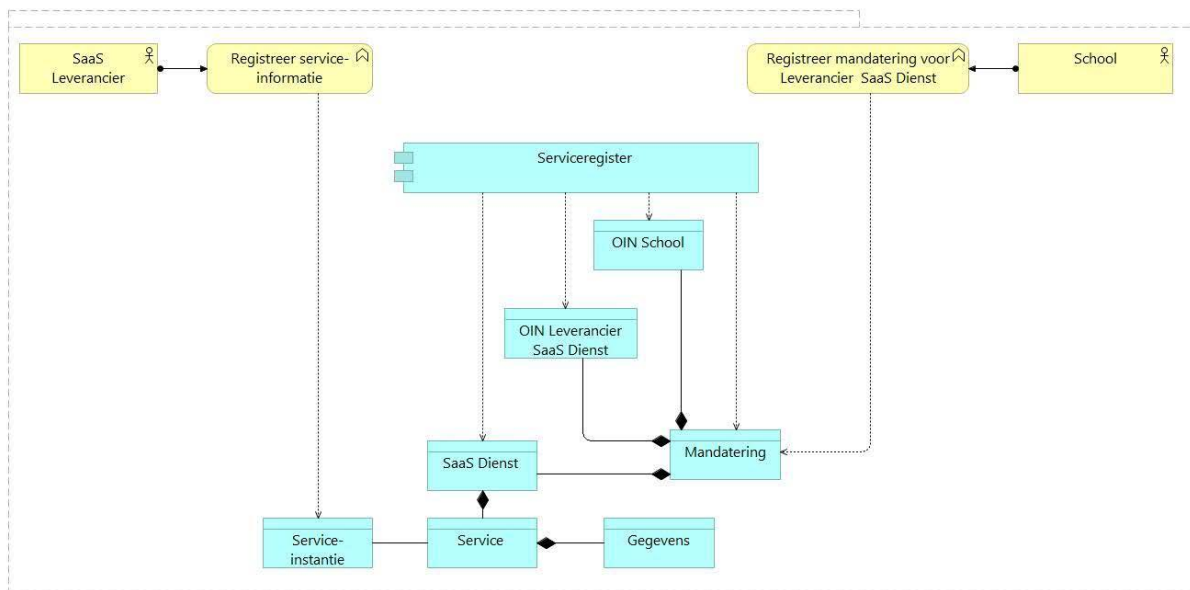 SaaS
Leverancier
Registreer service-
informatie
Registreer mandatering voor
Leverancier SaaS Dienst
School
Serviceregister
OIN School
OIN Leverancier
SaaS Dienst
SaaS Dienst
Mandatering
Service-
instantie
Service
Gegevens